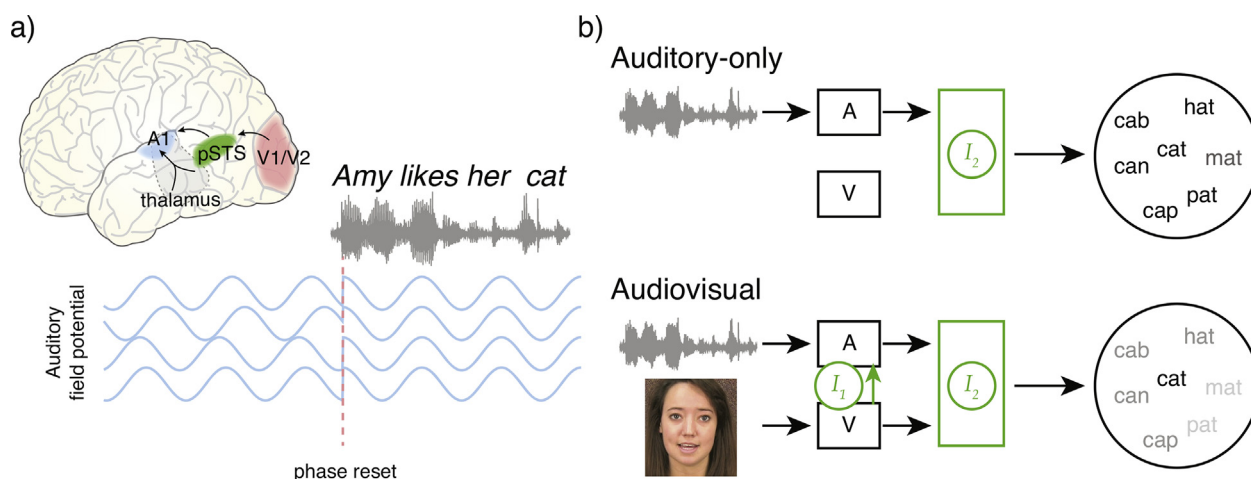 a)
A1
pSTS
V1/V2
thalamus
Amy likes her cat
Auditory
field potential
phase reset
b)
Auditory-only
A
V
I2
cab
hat
can
cat
mat
cap
pat
Audiovisual
A
I1
V
I2
cab
hat
can
cat
mat
cap
pat